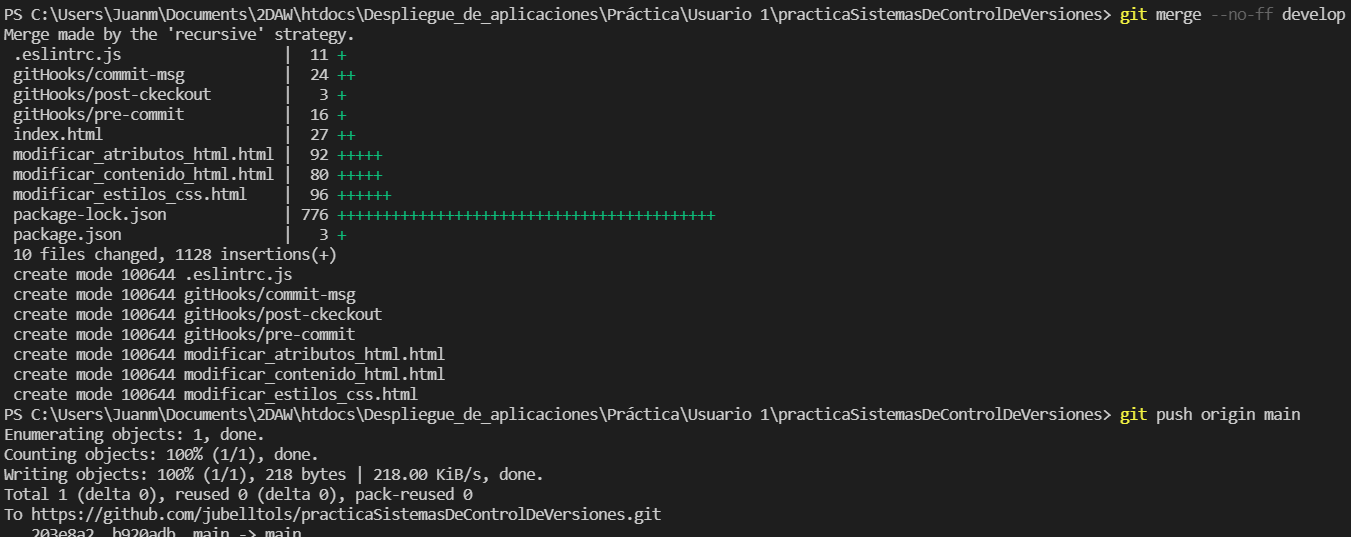 PS C:\Users\Juanm\Documents\2DAW\htdocs\Despliegue_de_aplicaciones\Práctica\Usuario 1\practicaSistemasDeControlDeVersiones> git merge --no-ff develop
Merge made by the 'recursive' strategy.
 .eslintrc.js                  |  11 +
 gitHooks/commit-msg           |  24 ++
 gitHooks/post-ckeckout        |   3 +
 gitHooks/pre-commit           |  16 +
 index.html                    |  27 ++
 modificar_atributos_html.html |  92 +++++
 modificar_contenido_html.html |  80 +++++
 modificar_estilos_css.html    |  96 ++++++
 package-lock.json             | 776 ++++++++++++++++++++++++++++++++++++++++++
 package.json                  |   3 +
 10 files changed, 1128 insertions(+)
 create mode 100644 .eslintrc.js
 create mode 100644 gitHooks/commit-msg
 create mode 100644 gitHooks/post-ckeckout
 create mode 100644 gitHooks/pre-commit
 create mode 100644 modificar_atributos_html.html
 create mode 100644 modificar_contenido_html.html
 create mode 100644 modificar_estilos_css.html
PS C:\Users\Juanm\Documents\2DAW\htdocs\Despliegue_de_aplicaciones\Práctica\Usuario 1\practicaSistemasDeControlDeVersiones> git push origin main
Enumerating objects: 1, done.
Counting objects: 100% (1/1), done.
Writing objects: 100% (1/1), 218 bytes | 218.00 KiB/s, done.
Total 1 (delta 0), reused 0 (delta 0), pack-reused 0
To https://github.com/jubelltols/practicaSistemasDeControlDeVersiones.git
   203e8a2..b920adb  main -> main